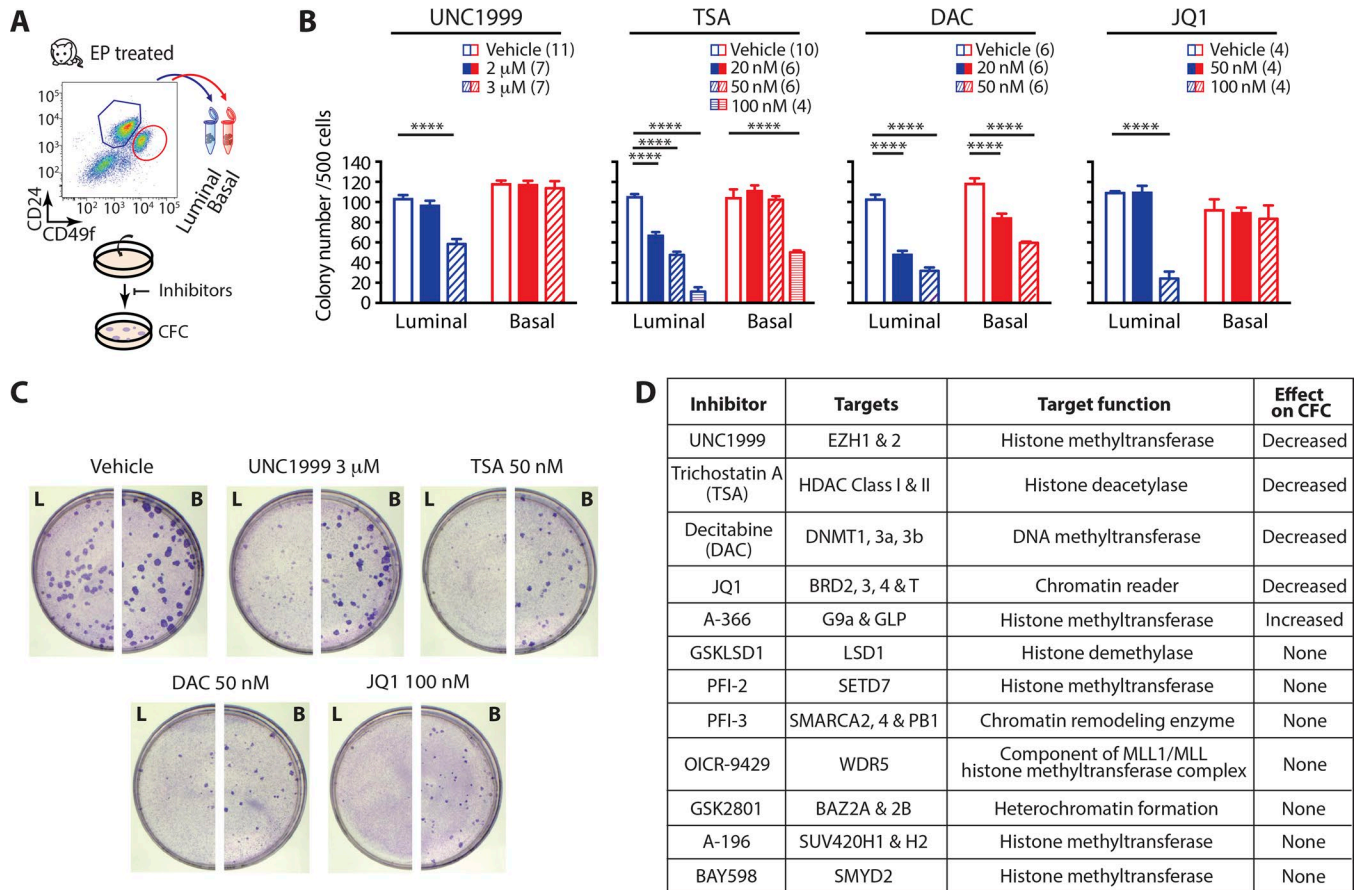 A
EP treated
10⁵
10⁴
10³
10²
10² 10³ 10⁴ 10⁵
CD24
CD49f
Luminal
Basal
Inhibitors
CFC
B
UNC1999
Vehicle (11)
2 μM (7)
3 μM (7)
TSA
Vehicle (10)
20 nM (6)
50 nM (6)
100 nM (4)
DAC
Vehicle (6)
20 nM (6)
50 nM (6)
JQ1
Vehicle (4)
50 nM (4)
100 nM (4)
Colony number /500 cells
140
120
100
80
60
40
20
0
****
Luminal Basal
****
****
****
****
Luminal Basal
****
****
****
****
Luminal Basal
****
Luminal Basal
C
Vehicle
L B
UNC1999 3 μM
L B
TSA 50 nM
L B
DAC 50 nM
L B
JQ1 100 nM
L B
D
Inhibitor Targets Target function Effect
on CFC
UNC1999 EZH1 & 2 Histone methyltransferase Decreased
Trichostatin A
(TSA) HDAC Class I & II Histone deacetylase Decreased
Decitabine
(DAC) DNMT1, 3a, 3b DNA methyltransferase Decreased
JQ1 BRD2, 3, 4 & T Chromatin reader Decreased
A-366 G9a & GLP Histone methyltransferase Increased
GSKLSD1 LSD1 Histone demethylase None
PFI-2 SETD7 Histone methyltransferase None
PFI-3 SMARCA2, 4 & PB1 Chromatin remodeling enzyme None
OICR-9429 WDR5 Component of MLL1/MLL
histone methyltransferase complex None
GSK2801 BAZ2A & 2B Heterochromatin formation None
A-196 SUV420H1 & H2 Histone methyltransferase None
BAY598 SMYD2 Histone methyltransferase None